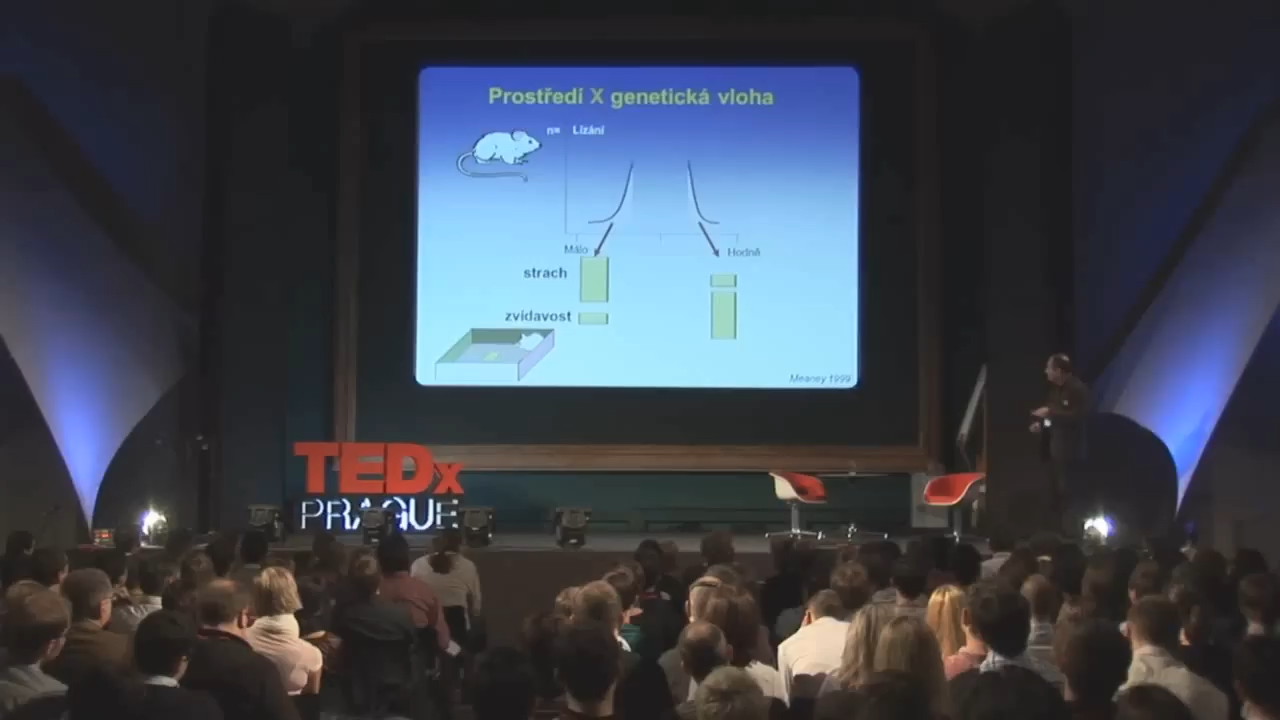 Prostředí X genetická vloha
n= Lízání
Málo
Hodně
strach
zvídavost
Meaney 1999
TEDx
PRAGUE